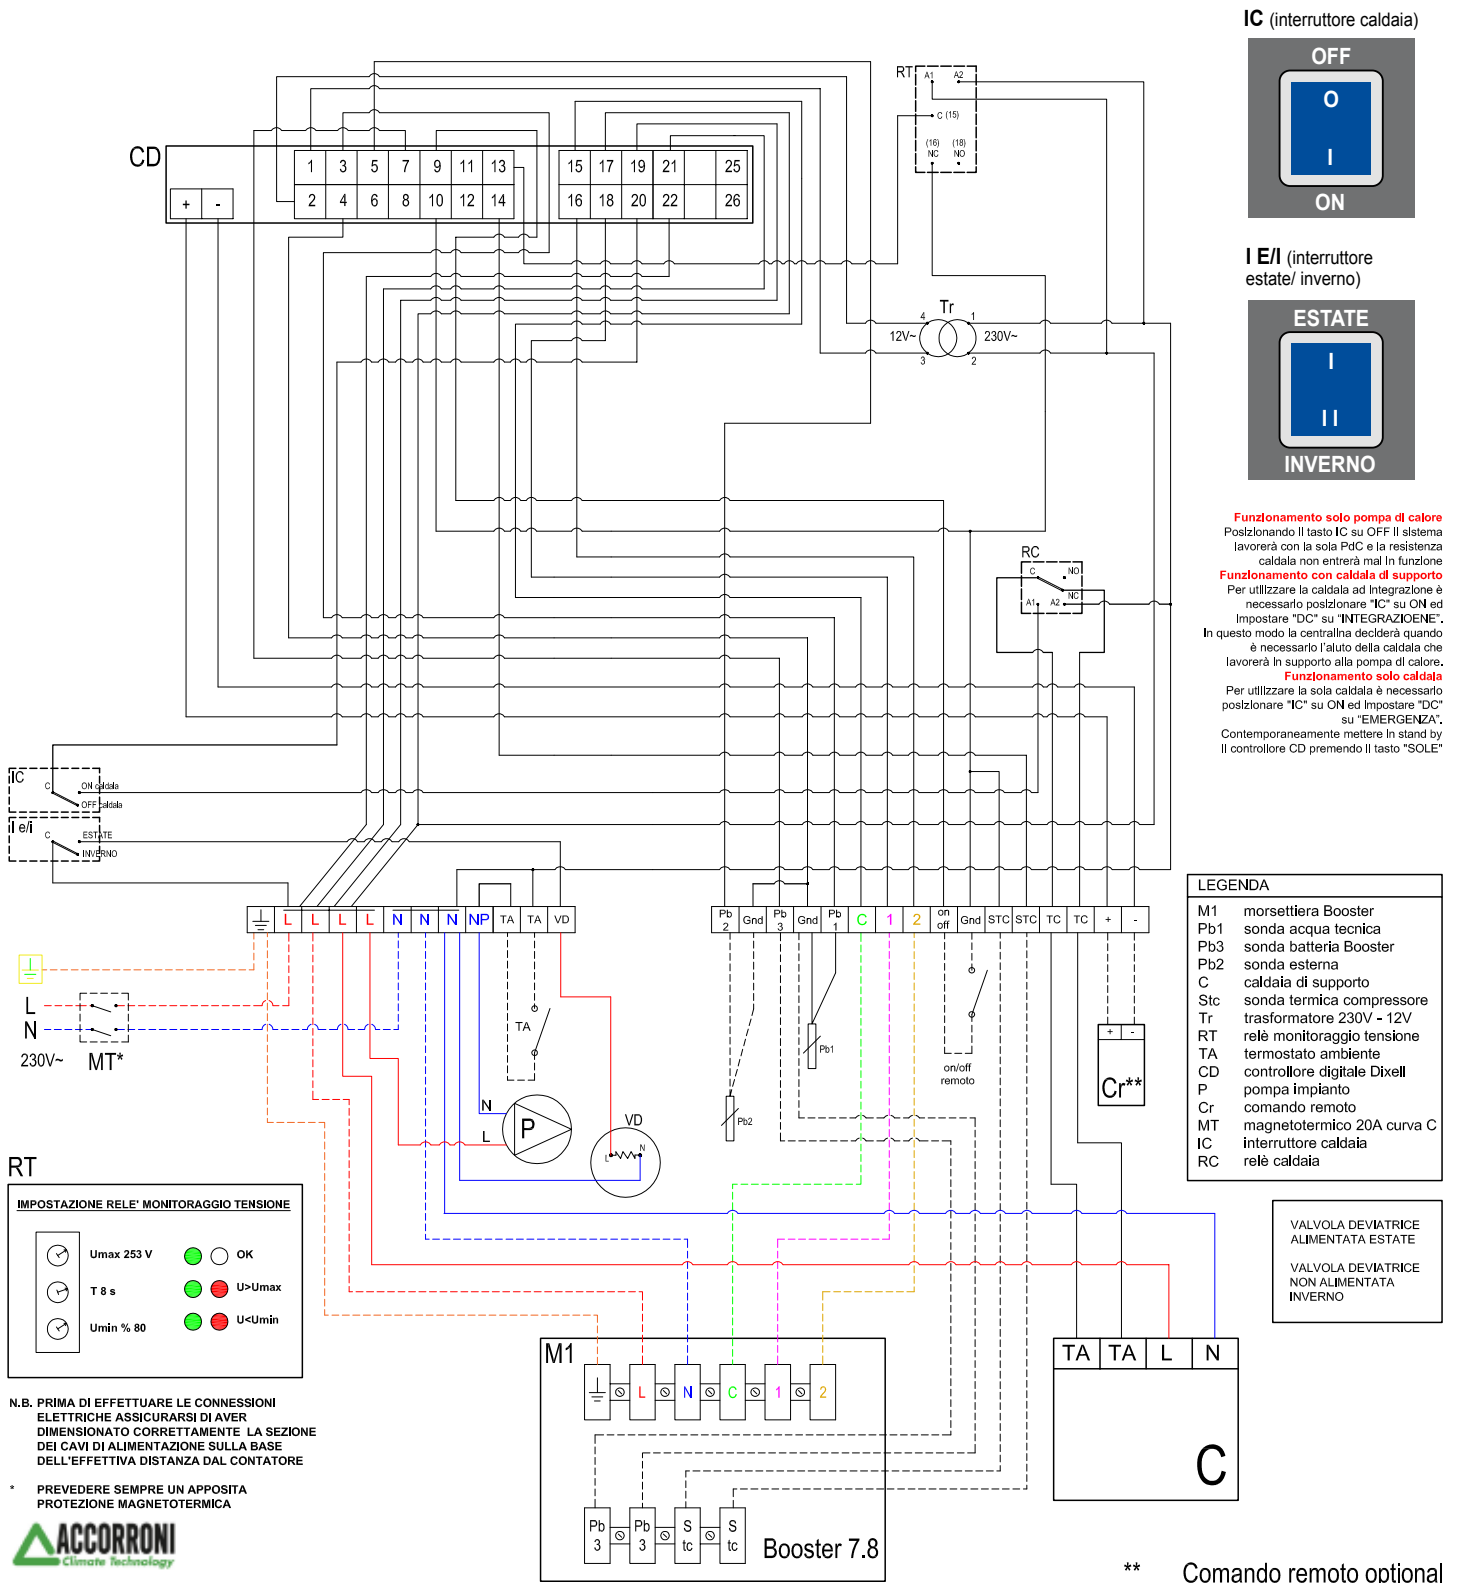 IC (interruttore caldaia)
OFF
O
I
ON
I E/I (interruttore
estate/ inverno)
ESTATE
I
I I
INVERNO
Funzionamento solo pompa di calore
Posizionando il tasto IC su OFF il sistema
lavorerà con la sola PdC e la resistenza
caldaia non entrerà mai in funzione
Funzionamento con caldaia di supporto
Per utilizzare la caldaia ad integrazione è
necessario posizionare "IC" su ON ed
impostare "DC" su "INTEGRAZIOENE".
In questo modo la centralina deciderà quando
è necessario l'aiuto della caldaia che
lavorerà in supporto alla pompa di calore.
Funzionamento solo caldaia
Per utilizzare la sola caldaia è necessario
posizionare "IC" su ON ed impostare "DC"
su "EMERGENZA".
Contemporaneamente mettere in stand by
il controllore CD premendo il tasto "SOLE"
CD
+ -
1 3 5 7 9 11 13
2 4 6 8 10 12 14
15 17 19 21 25
16 18 20 22 26
RT
A1 A2
C (15)
(16) (18)
NC NO
Tr
4 1
12V~ 230V~
3 2
RC
C NO
NC
A1 A2
IC
C ON caldaia
OFF caldaia
I e/i
C ESTATE
INVERNO
L L L L N N N NP TA TA VD
Pb 2 Gnd Pb 3 Gnd Pb 1 C 1 2 on off Gnd STC STC TC TC + -
L
N
230V~
MT*
TA
N
L
P
VD
L N
Pb2
Pb1
on/off
remoto
+ -
Cr**
LEGENDA
M1 morsettiera Booster
Pb1 sonda acqua tecnica
Pb3 sonda batteria Booster
Pb2 sonda esterna
C caldaia di supporto
Stc sonda termica compressore
Tr trasformatore 230V - 12V
RT relè monitoraggio tensione
TA termostato ambiente
CD controllore digitale Dixell
P pompa impianto
Cr comando remoto
MT magnetotermico 20A curva C
IC interruttore caldaia
RC relè caldaia
VALVOLA DEVIATRICE
ALIMENTATA ESTATE
VALVOLA DEVIATRICE
NON ALIMENTATA
INVERNO
RT
IMPOSTAZIONE RELE' MONITORAGGIO TENSIONE
Umax 253 V OK
T 8 s U>Umax
Umin % 80 U<Umin
N.B. PRIMA DI EFFETTUARE LE CONNESSIONI
ELETTRICHE ASSICURARSI DI AVER
DIMENSIONATO CORRETTAMENTE LA SEZIONE
DEI CAVI DI ALIMENTAZIONE SULLA BASE
DELL'EFFETTIVA DISTANZA DAL CONTATORE
* PREVEDERE SEMPRE UN APPOSITA
PROTEZIONE MAGNETOTERMICA
ACCORRONI
Climate Technology
M1
L N C 1 2
Pb 3 Pb 3 S tc S tc
Booster 7.8
TA TA L N
C
** Comando remoto optional